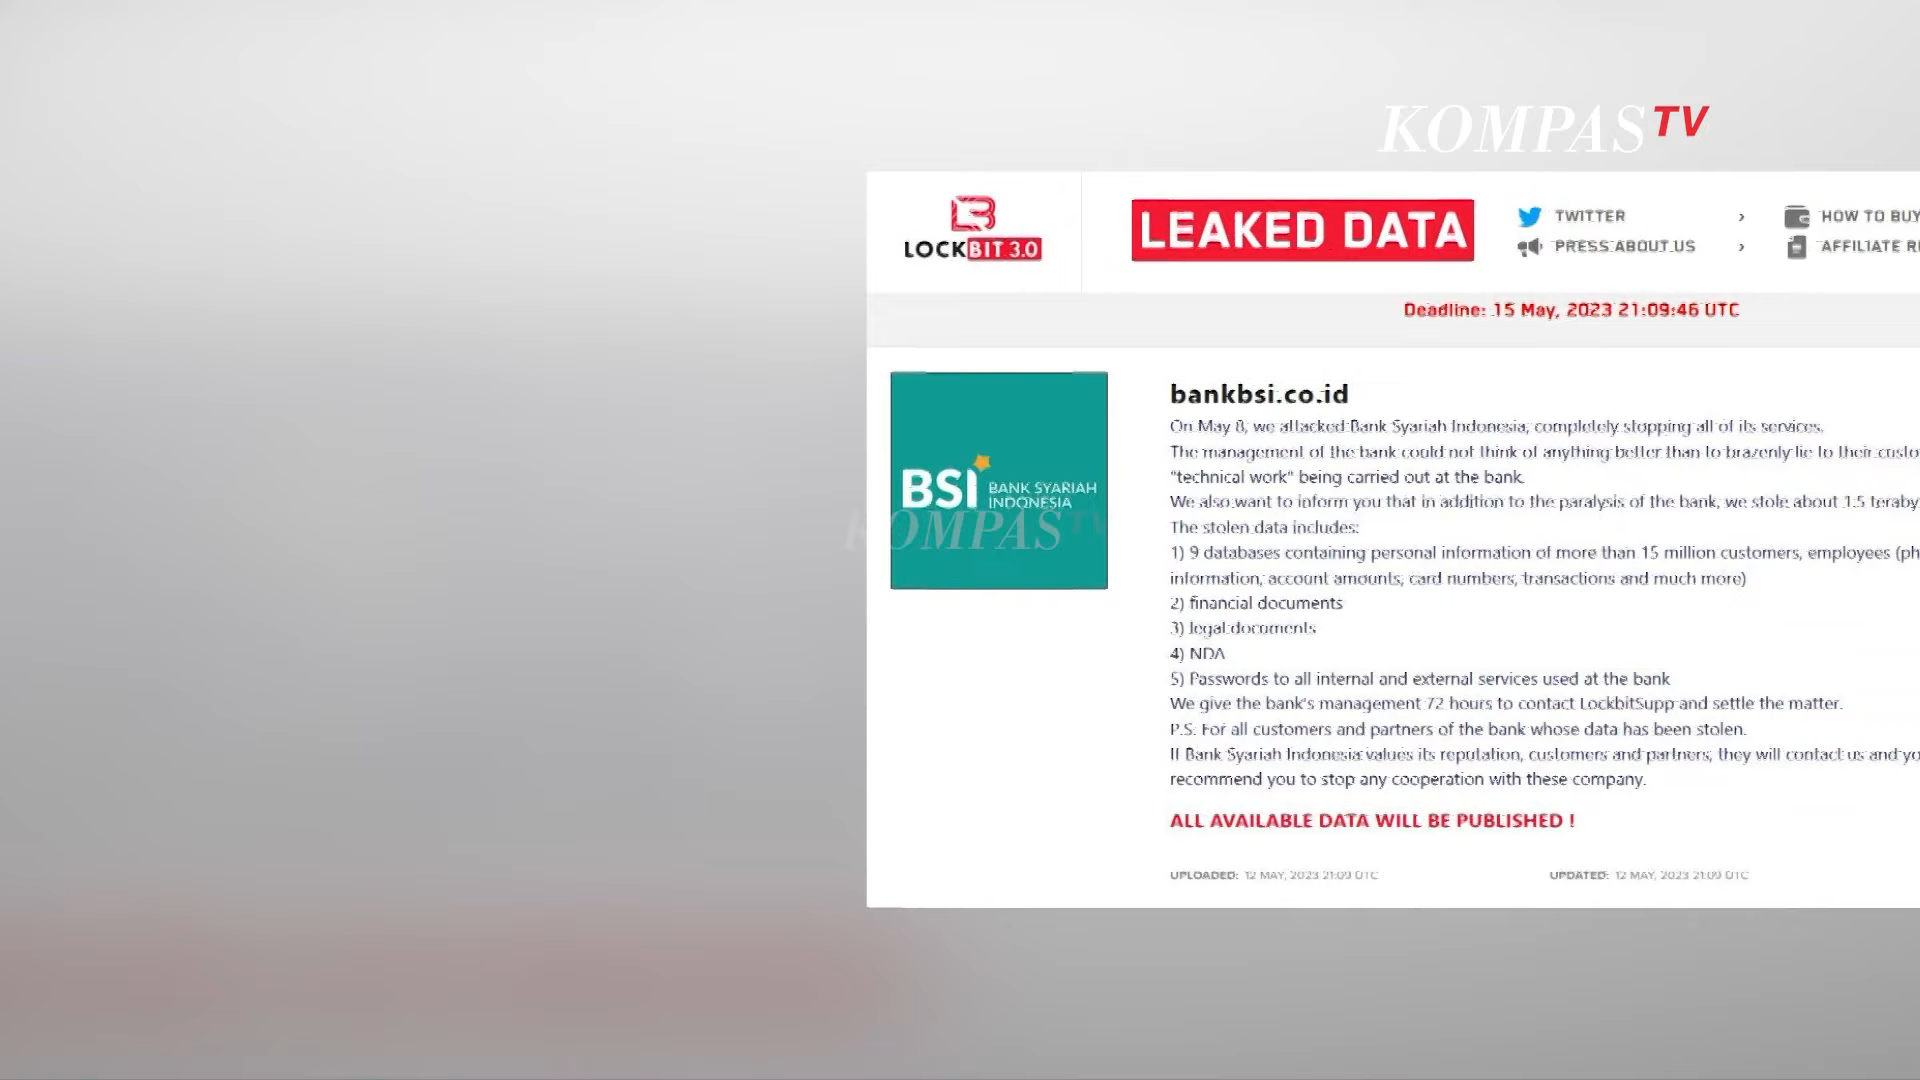 KOMPAS TV
LOCKBIT 3.0
LEAKED DATA
TWITTER
PRESS ABOUT US
HOW TO BUY
AFFILIATE
Deadline: 15 May, 2023 21:09:46 UTC
BSI BANK SYARIAH
INDONESIA
KOMPAS TV
bankbsi.co.id
On May 8, we attacked Bank Syariah Indonesia, completely stopping all of its services.
The management of the bank could not think of anything better than to brazenly lie to their
"technical work" being carried out at the bank.
We also want to inform you that in addition to the paralysis of the bank, we stole about 1.5
The stolen data includes:
1) 9 databases containing personal information of more than 15 million customers, employees
information, account amounts, card numbers, transactions and much more)
2) financial documents
3) legal documents
4) NDA
5) Passwords to all internal and external services used at the bank
We give the bank's management 72 hours to contact LockbitSupp and settle the matter.
P.S. For all customers and partners of the bank whose data has been stolen.
If Bank Syariah Indonesia values its reputation, customers and partners, they will contact us and
recommend you to stop any cooperation with these company.
ALL AVAILABLE DATA WILL BE PUBLISHED !
UPLOADED: 12 MAY, 2023 21:09 UTC
UPDATED: 12 MAY, 2023 21:09 UTC